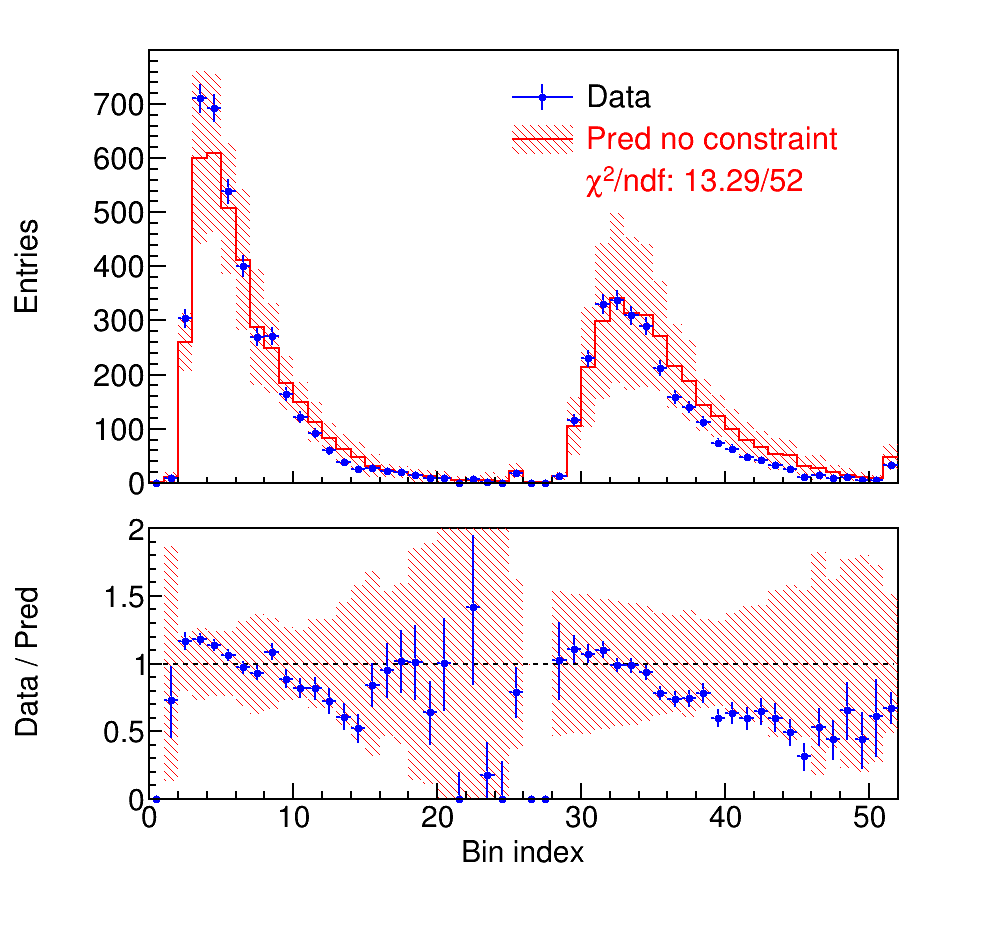 Entries
700
600
500
400
300
200
100
0
Data
Pred no constraint
χ²/ndf: 13.29/52
Data / Pred
2
1.5
1
0.5
0
0 10 20 30 40 50
Bin index